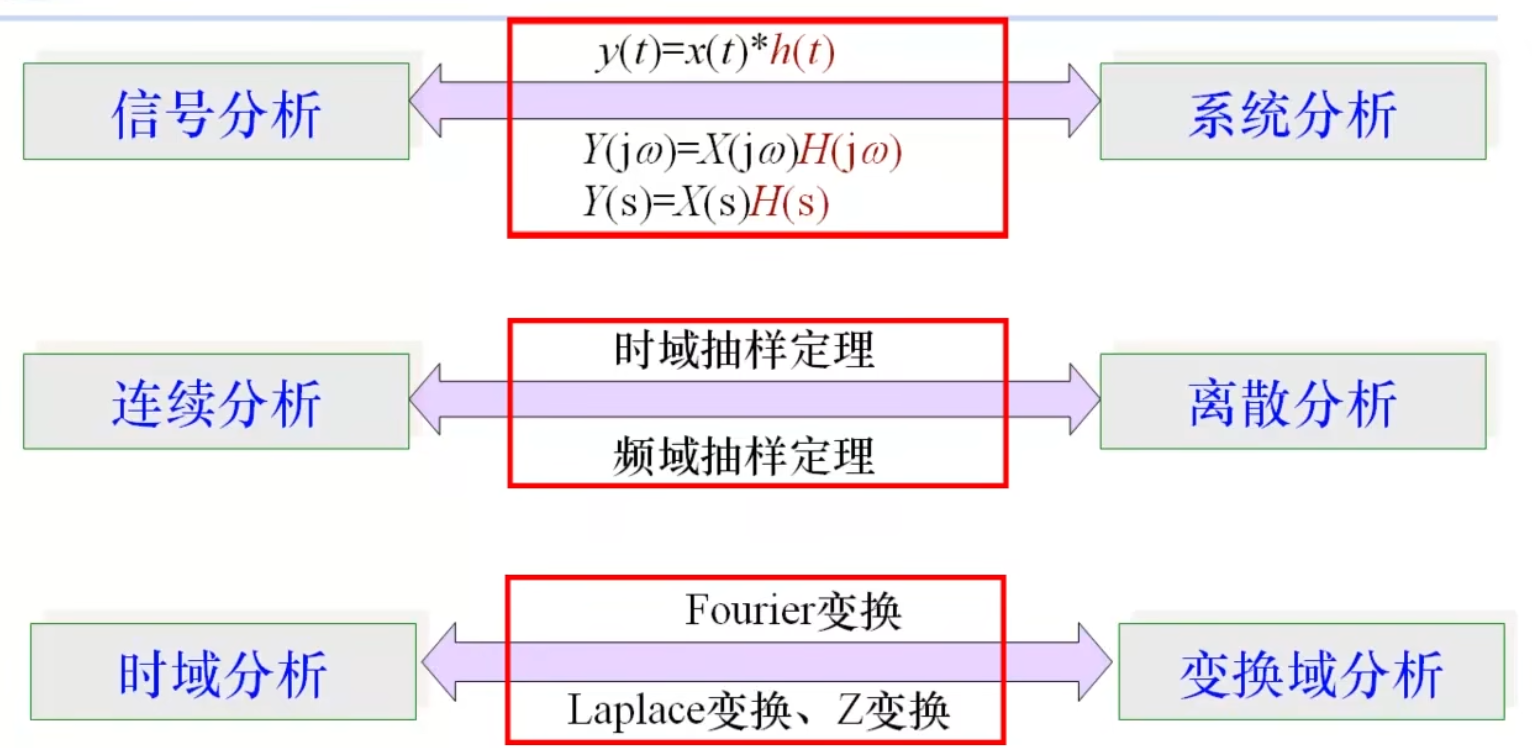 y(t)=x(t)*h(t)
信号分析
系统分析
Y(jω)=X(jω)H(jω)
Y(s)=X(s)H(s)
时域抽样定理
连续分析
离散分析
频域抽样定理
Fourier变换
时域分析
变换域分析
Laplace变换、Z变换